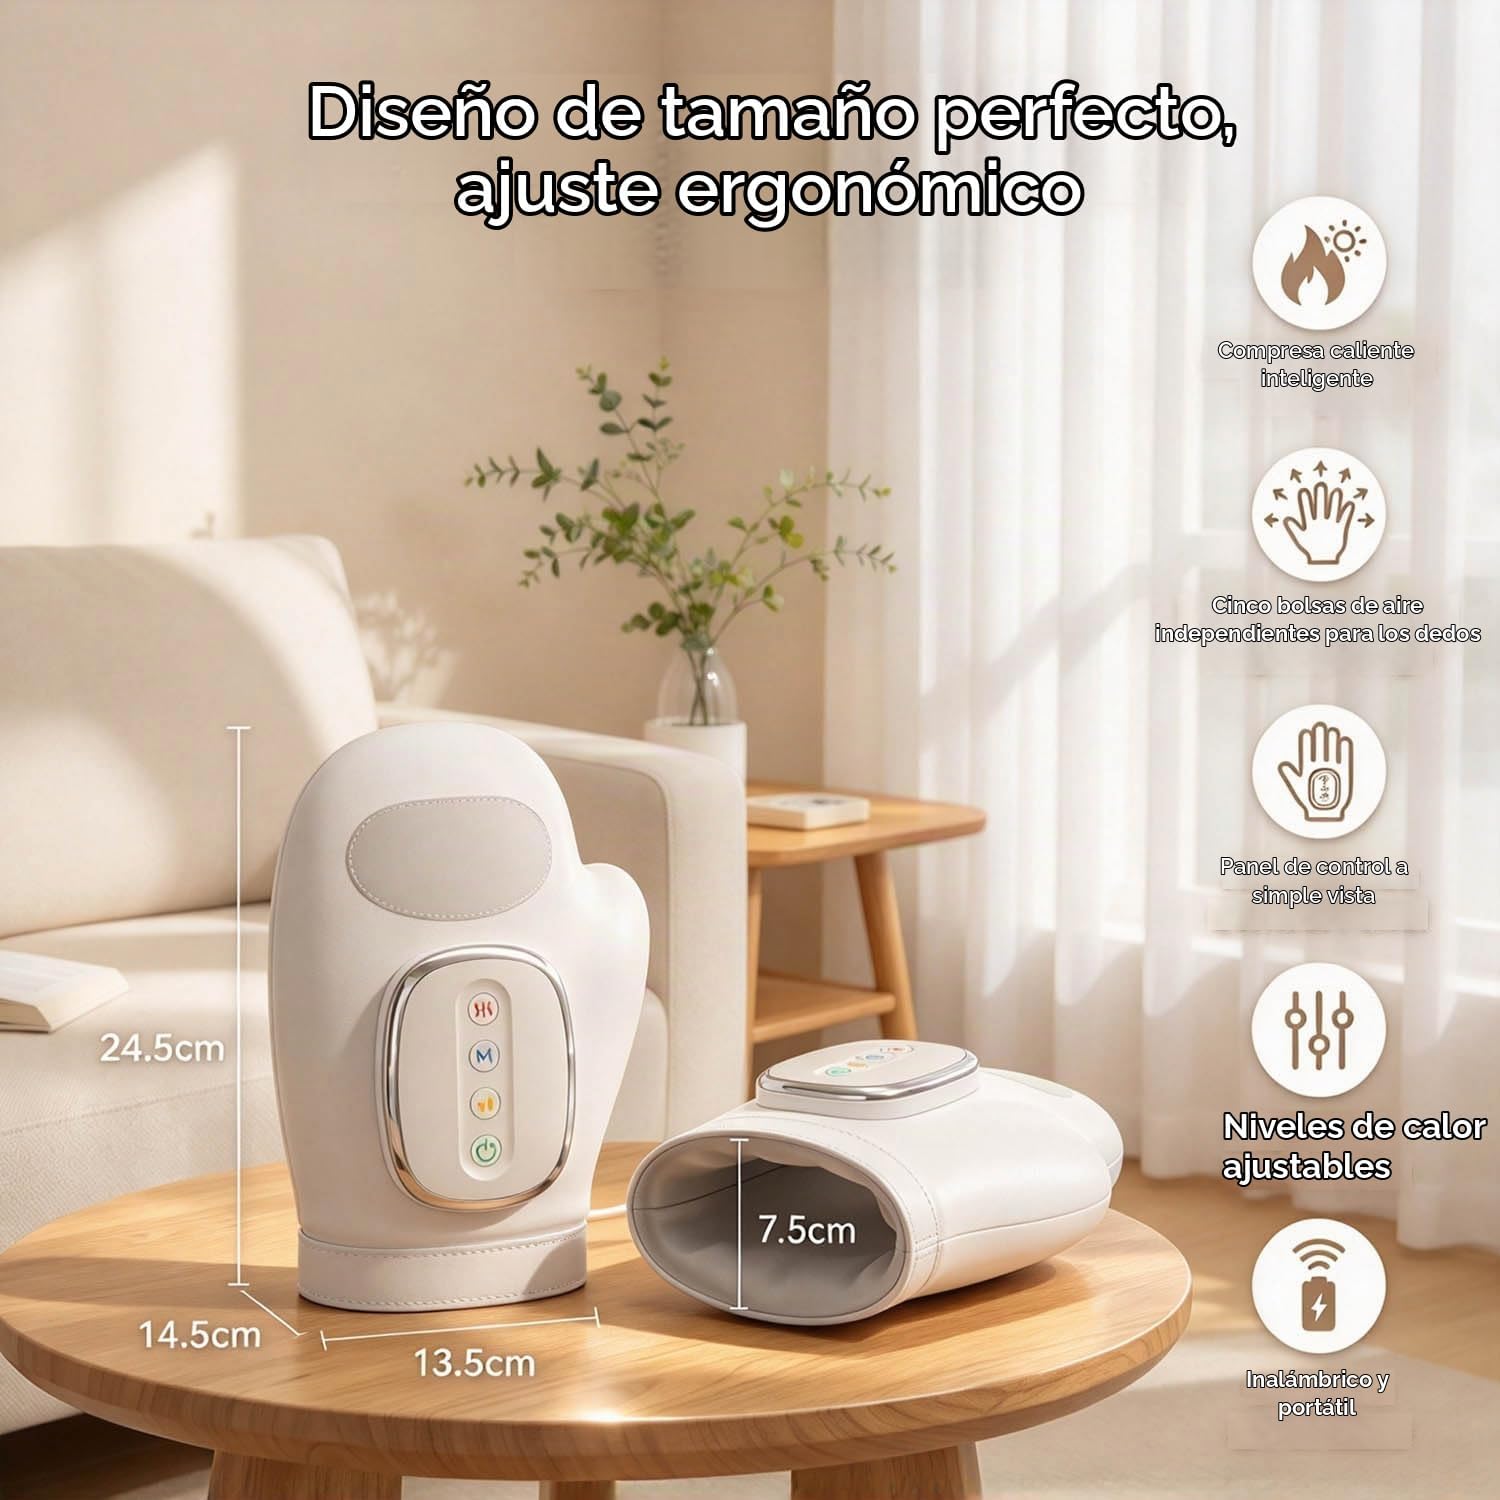 Diseño de tamaño perfecto,
ajuste ergonómico
Compresa caliente
inteligente
Cinco bolsas de aire
independientes para los dedos
Panel de control a
simple vista
Niveles de calor
ajustables
Inalámbrico y
portátil
24.5cm
14.5cm
13.5cm
7.5cm
M